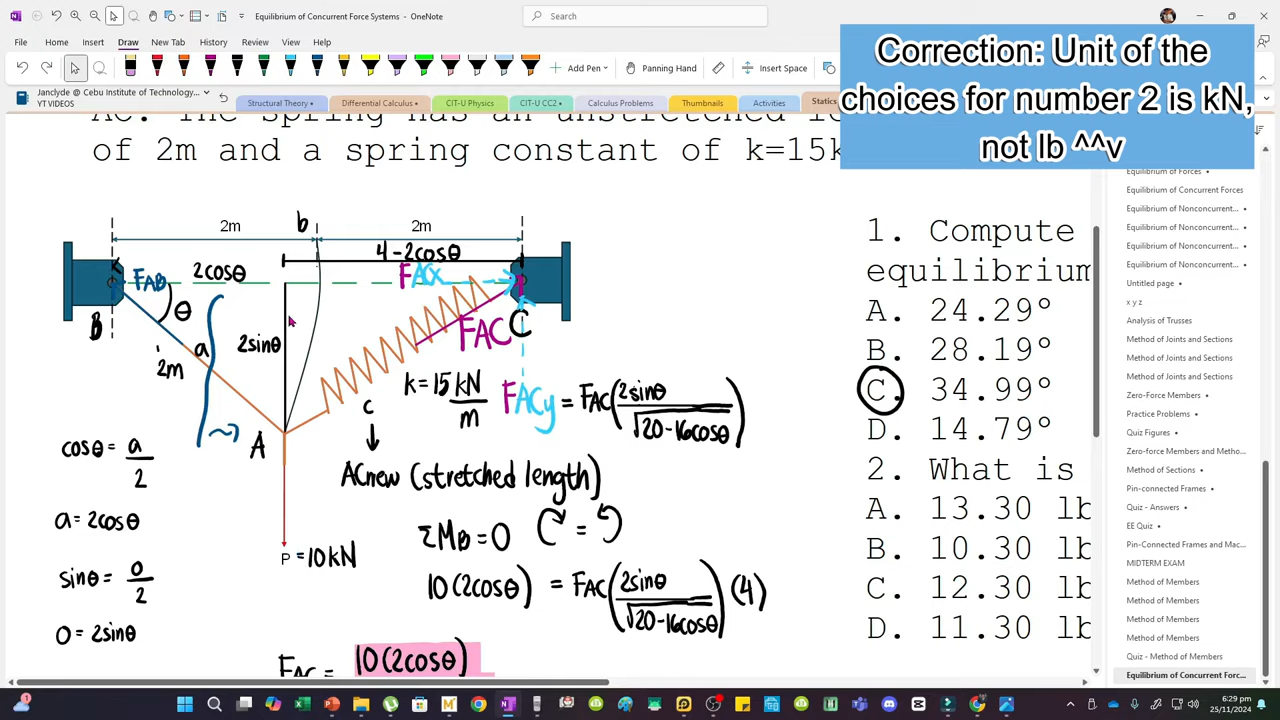 Equilibrium of Concurrent Force Systems - OneNote
Search
File Home Insert Draw New Tab History Review View Help
Add Pen Panning Hand Insert Space
Janclyde @ Cebu Institute of Technology...
YT VIDEOS
Structural Theory Differential Calculus CIT-U Physics CIT-U CC2 Calculus Problems Thumbnails Activities Statics
Correction: Unit of the
choices for number 2 is kN,
not lb ^^v
of 2m and a spring constant of k=15k
2m b 2m
4-2cosθ
FAB 2cosθ FACx
θ
B 2sinθ FAC C
a
2m
k=15 kN/m
FACy = FAC(2sinθ/√20-16cosθ)
A
c
ACnew (stretched length)
cosθ = a/2
a=2cosθ
ΣMB=0
P =10kN
sinθ = o/2
10(2cosθ) = FAC(2sinθ/√20-16cosθ)(4)
o=2sinθ
FAC = 10(2cosθ)
1. Compute
equilibrium
A. 24.29°
B. 28.19°
C. 34.99°
D. 14.79°
2. What is
A. 13.30 lb
B. 10.30 lb
C. 12.30 lb
D. 11.30 lb
Equilibrium of Forces
Equilibrium of Concurrent Forces
Equilibrium of Nonconcurrent...
Equilibrium of Nonconcurrent...
Equilibrium of Nonconcurrent...
Equilibrium of Nonconcurrent...
Untitled page
x y z
Analysis of Trusses
Method of Joints and Sections
Method of Joints and Sections
Method of Joints and Sections
Zero-Force Members
Practice Problems
Quiz Figures
Zero-force Members and Metho...
Method of Sections
Pin-connected Frames
Quiz - Answers
EE Quiz
Pin-Connected Frames and Mac...
MIDTERM EXAM
Method of Members
Method of Members
Method of Members
Method of Members
Quiz - Method of Members
Equilibrium of Concurrent Forc...
6:29 pm
25/11/2024